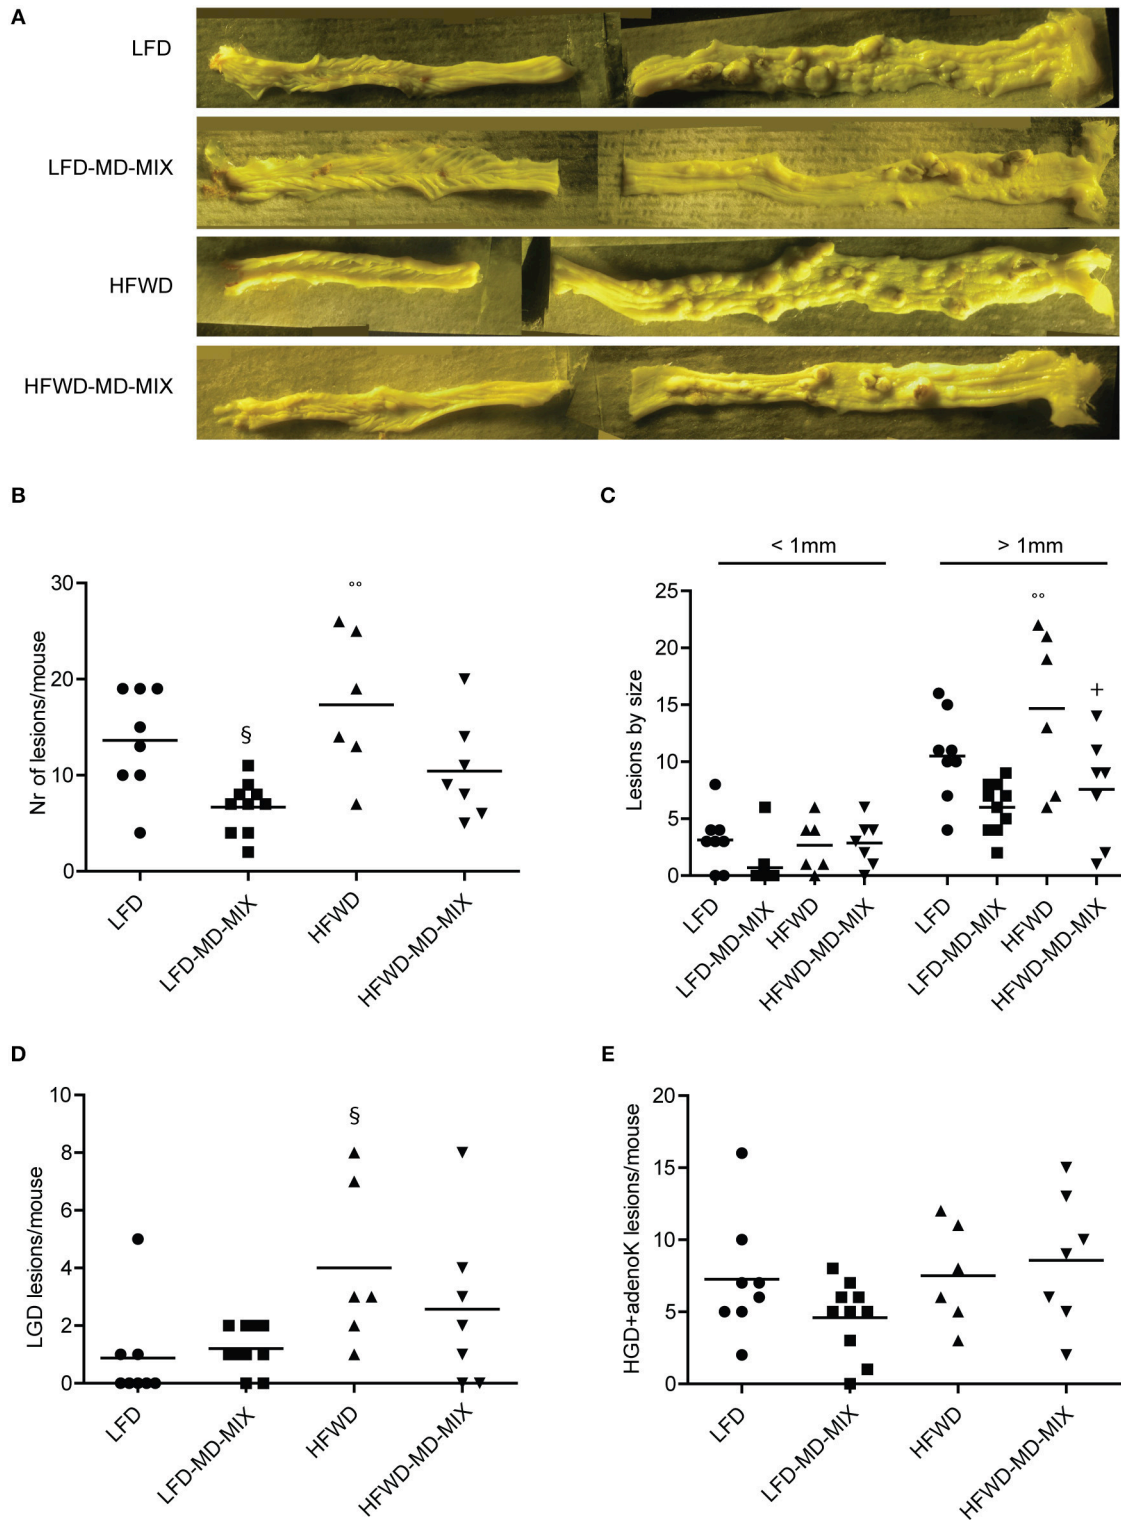 A
LFD
LFD-MD-MIX
HFWD
HFWD-MD-MIX
B
Nr of lesions/mouse
30
20
10
0
§
°°
LFD
LFD-MD-MIX
HFWD
HFWD-MD-MIX
C
< 1mm
> 1mm
Lesions by size
25
20
15
10
5
0
°°
+
LFD
LFD-MD-MIX
HFWD
HFWD-MD-MIX
LFD
LFD-MD-MIX
HFWD
HFWD-MD-MIX
D
LGD lesions/mouse
10
8
6
4
2
0
§
LFD
LFD-MD-MIX
HFWD
HFWD-MD-MIX
E
HGD+adenoK lesions/mouse
20
15
10
5
0
LFD
LFD-MD-MIX
HFWD
HFWD-MD-MIX